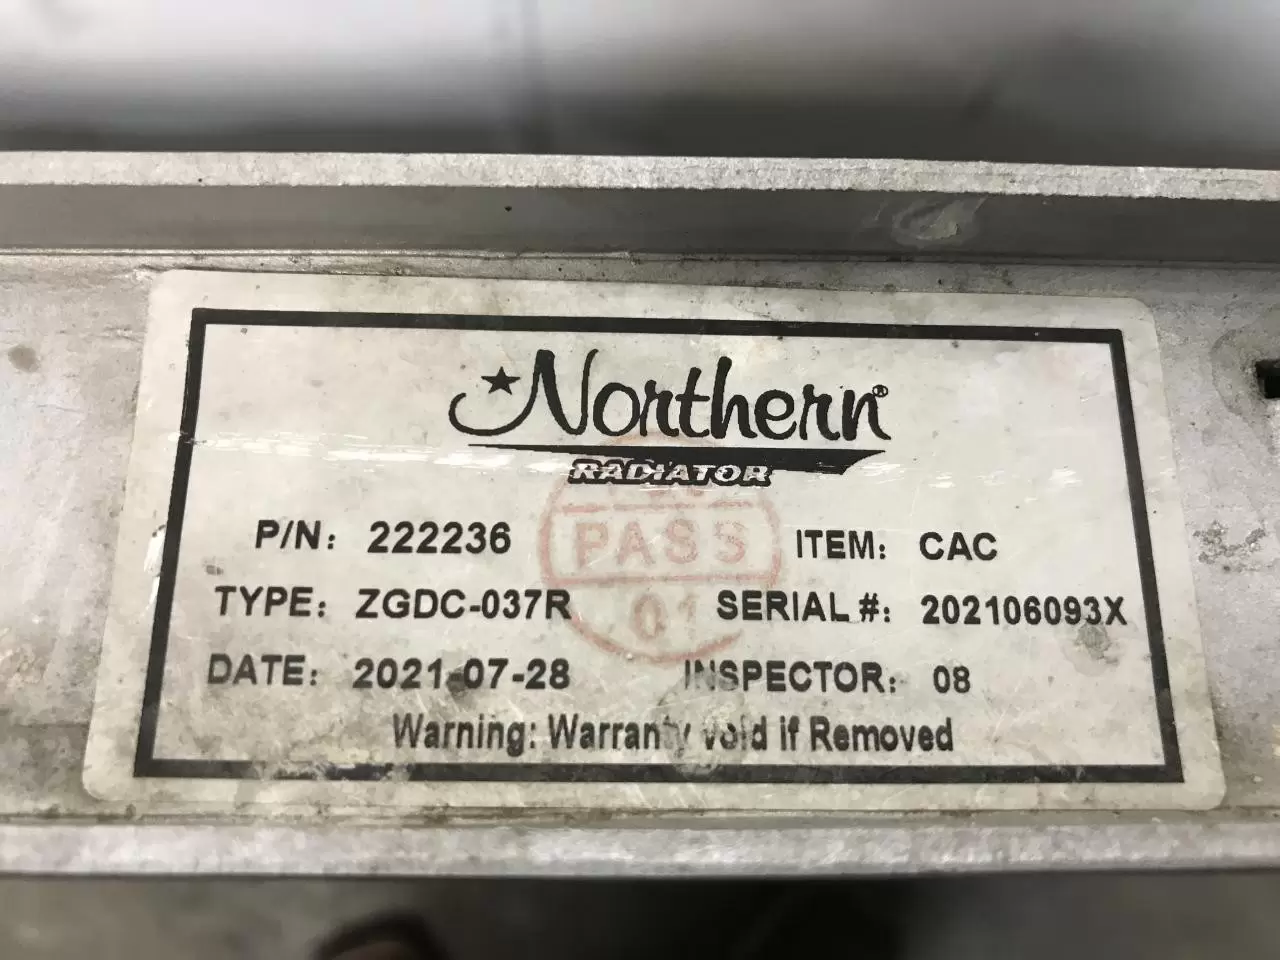 Northern®
RADIATOR
PASS
01
P/N: 222236
ITEM: CAC
TYPE: ZGDC-037R
SERIAL #: 202106093X
DATE: 2021-07-28
INSPECTOR: 08
Warning: Warranty void if Removed